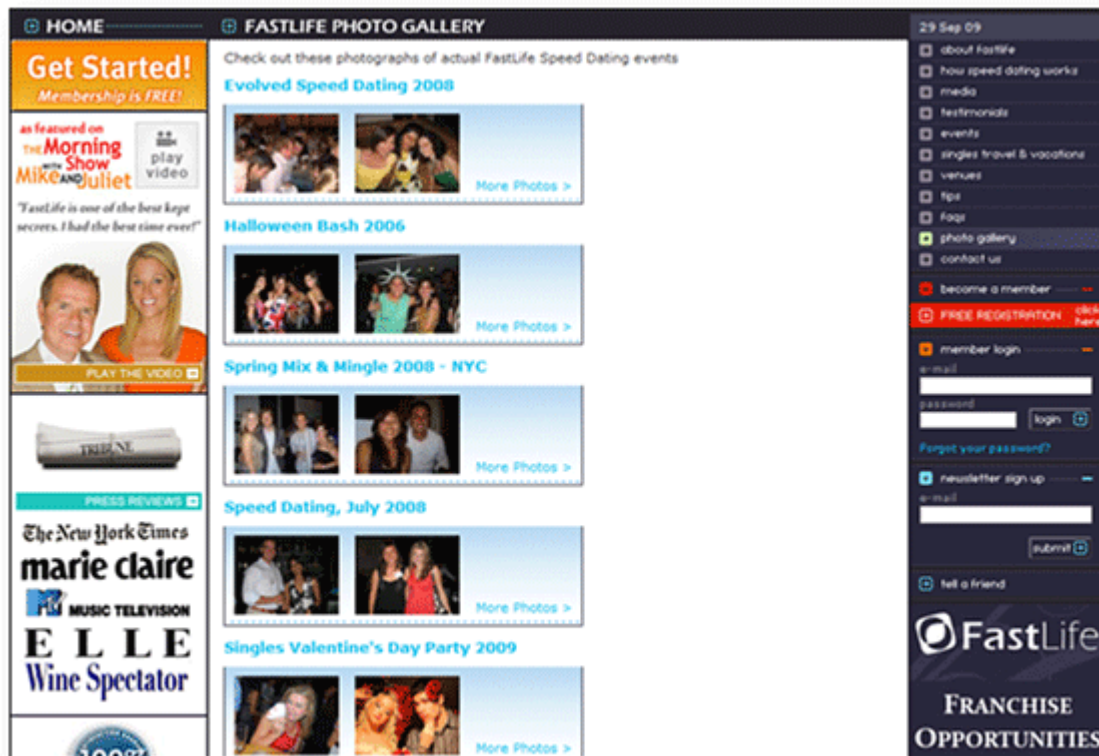 HOME
Get Started!
Membership is FREE!
as featured on
THE Morning
Show
WITH
MIKE AND Juliet
play
video
"FastLife is one of the best kept
secrets. I had the best time ever!"
PLAY THE VIDEO
TRIBUNE
PRESS REVIEWS
The New York Times
marie claire
MTV MUSIC TELEVISION
ELLE
Wine Spectator
FASTLIFE PHOTO GALLERY
Check out these photographs of actual FastLife Speed Dating events
Evolved Speed Dating 2008
More Photos >
Halloween Bash 2006
More Photos >
Spring Mix & Mingle 2008 - NYC
More Photos >
Speed Dating, July 2008
More Photos >
Singles Valentine's Day Party 2009
More Photos >
29 Sep 09
about fastlife
how speed dating works
media
testimonials
events
singles travel & vacations
venues
tips
faqs
photo gallery
contact us
become a member
FREE REGISTRATION click
here
member login
e-mail
password
login
Forgot your password?
newsletter sign up
e-mail
submit
tell a friend
FastLife
FRANCHISE
OPPORTUNITIES